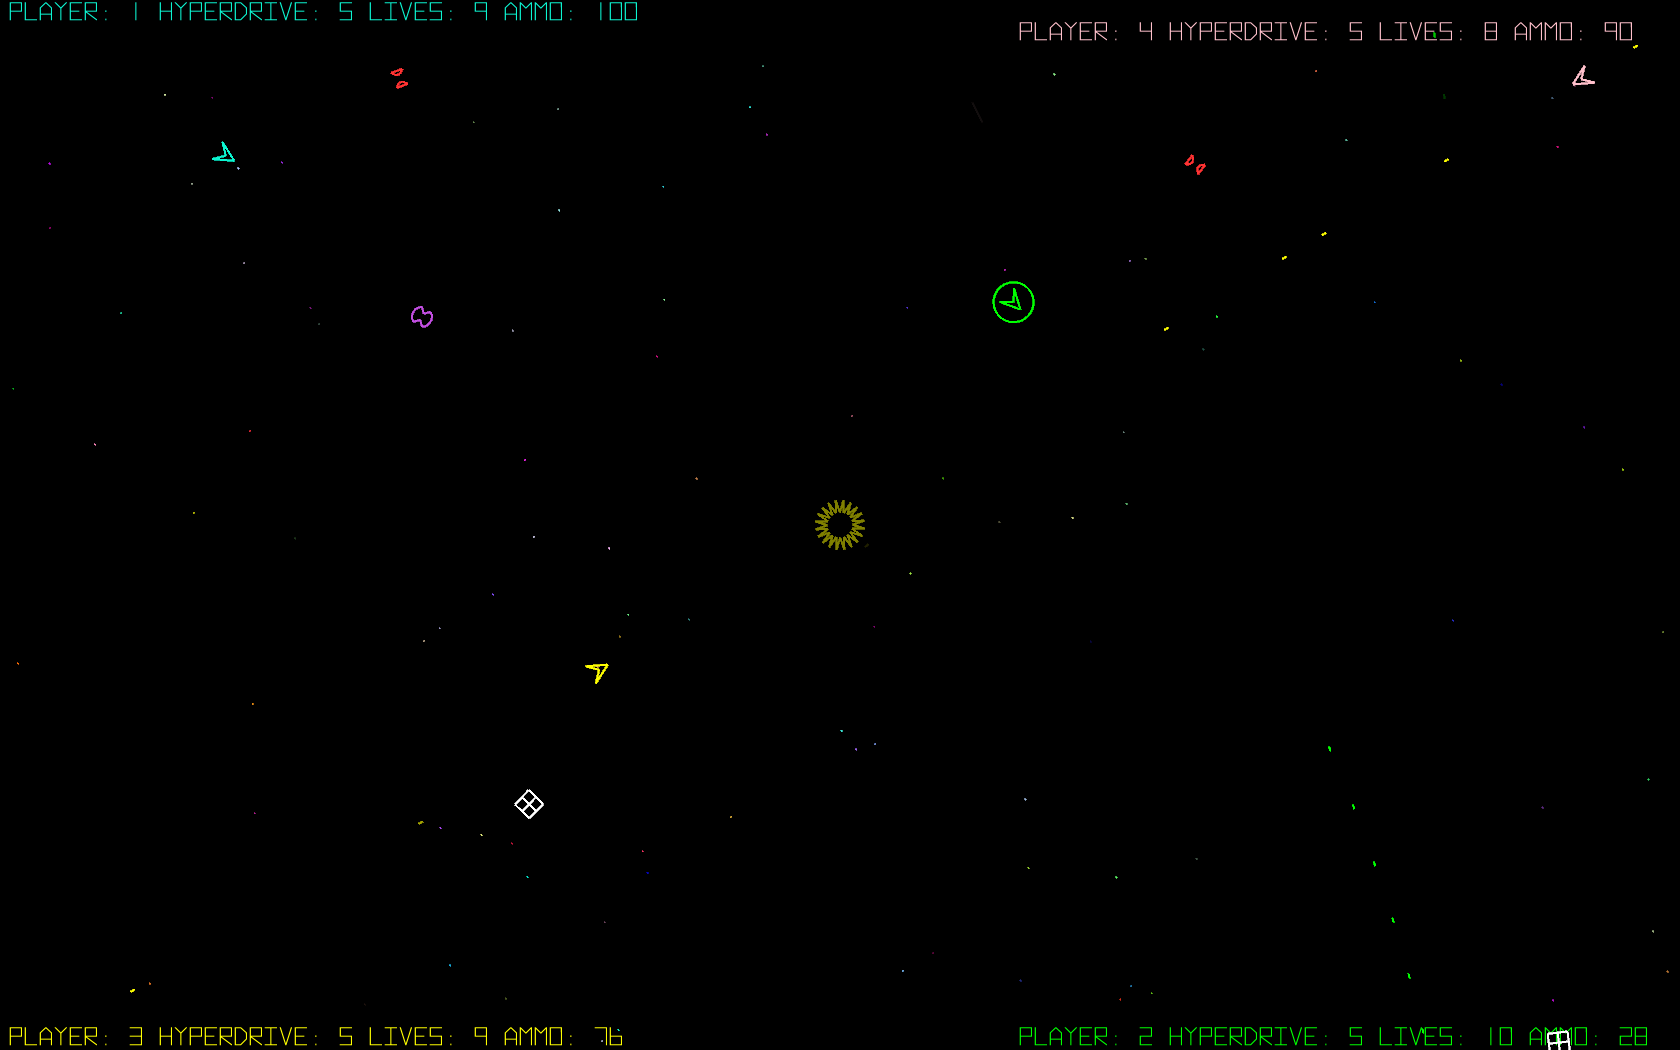 PLAYER: 1 HYPERDRIVE: 5 LIVES: 9 AMMO: 100
PLAYER: 4 HYPERDRIVE: 5 LIVES: 8 AMMO: 90
PLAYER: 3 HYPERDRIVE: 5 LIVES: 9 AMMO: 76
PLAYER: 2 HYPERDRIVE: 5 LIVES: 10 AMMO: 28